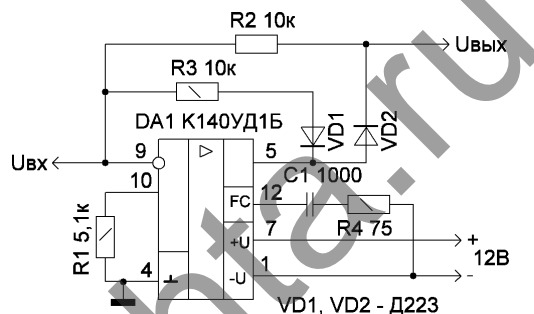 R2 10к
Uвых
R3 10к
DA1 К140УД1Б
VD1
VD2
Uвх
9
5
10
C1 1000
12
FC
R1 5,1к
7
R4 75
+U
+
12В
4
1
-U
-
VD1, VD2 - Д223